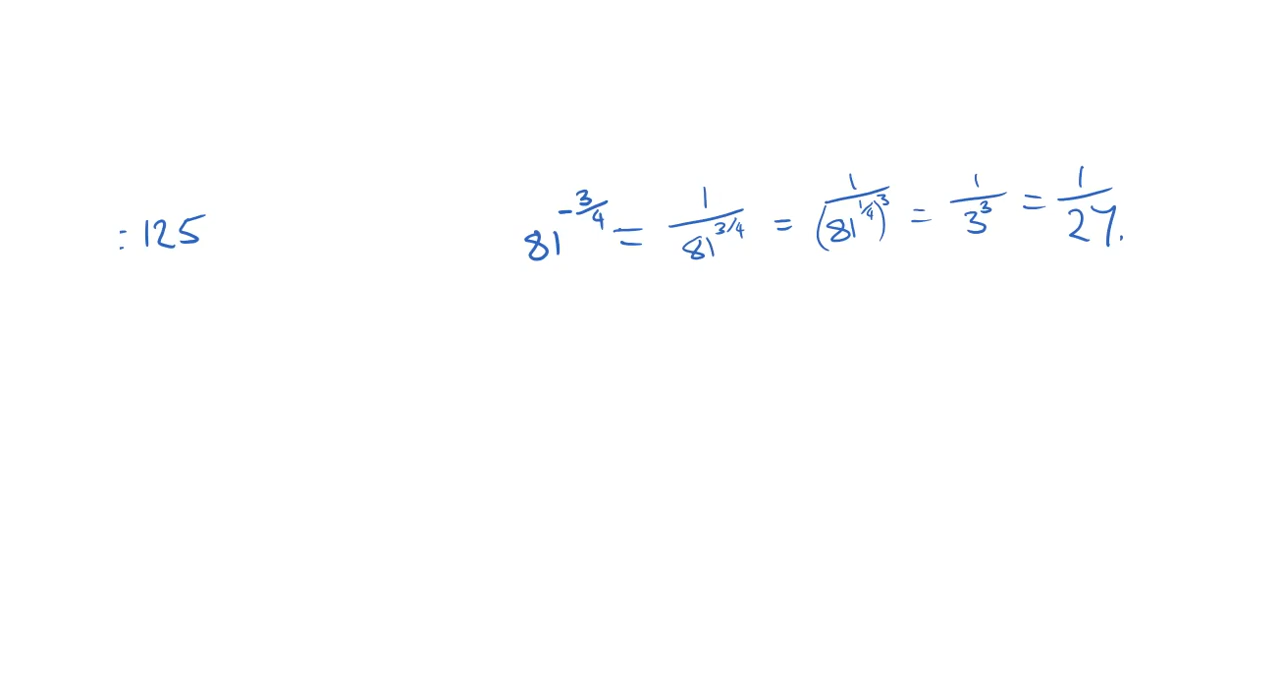 : 125
81^{-3/4} = 1/81^{3/4} = 1/(81^{1/4})^3 = 1/3^3 = 1/27.